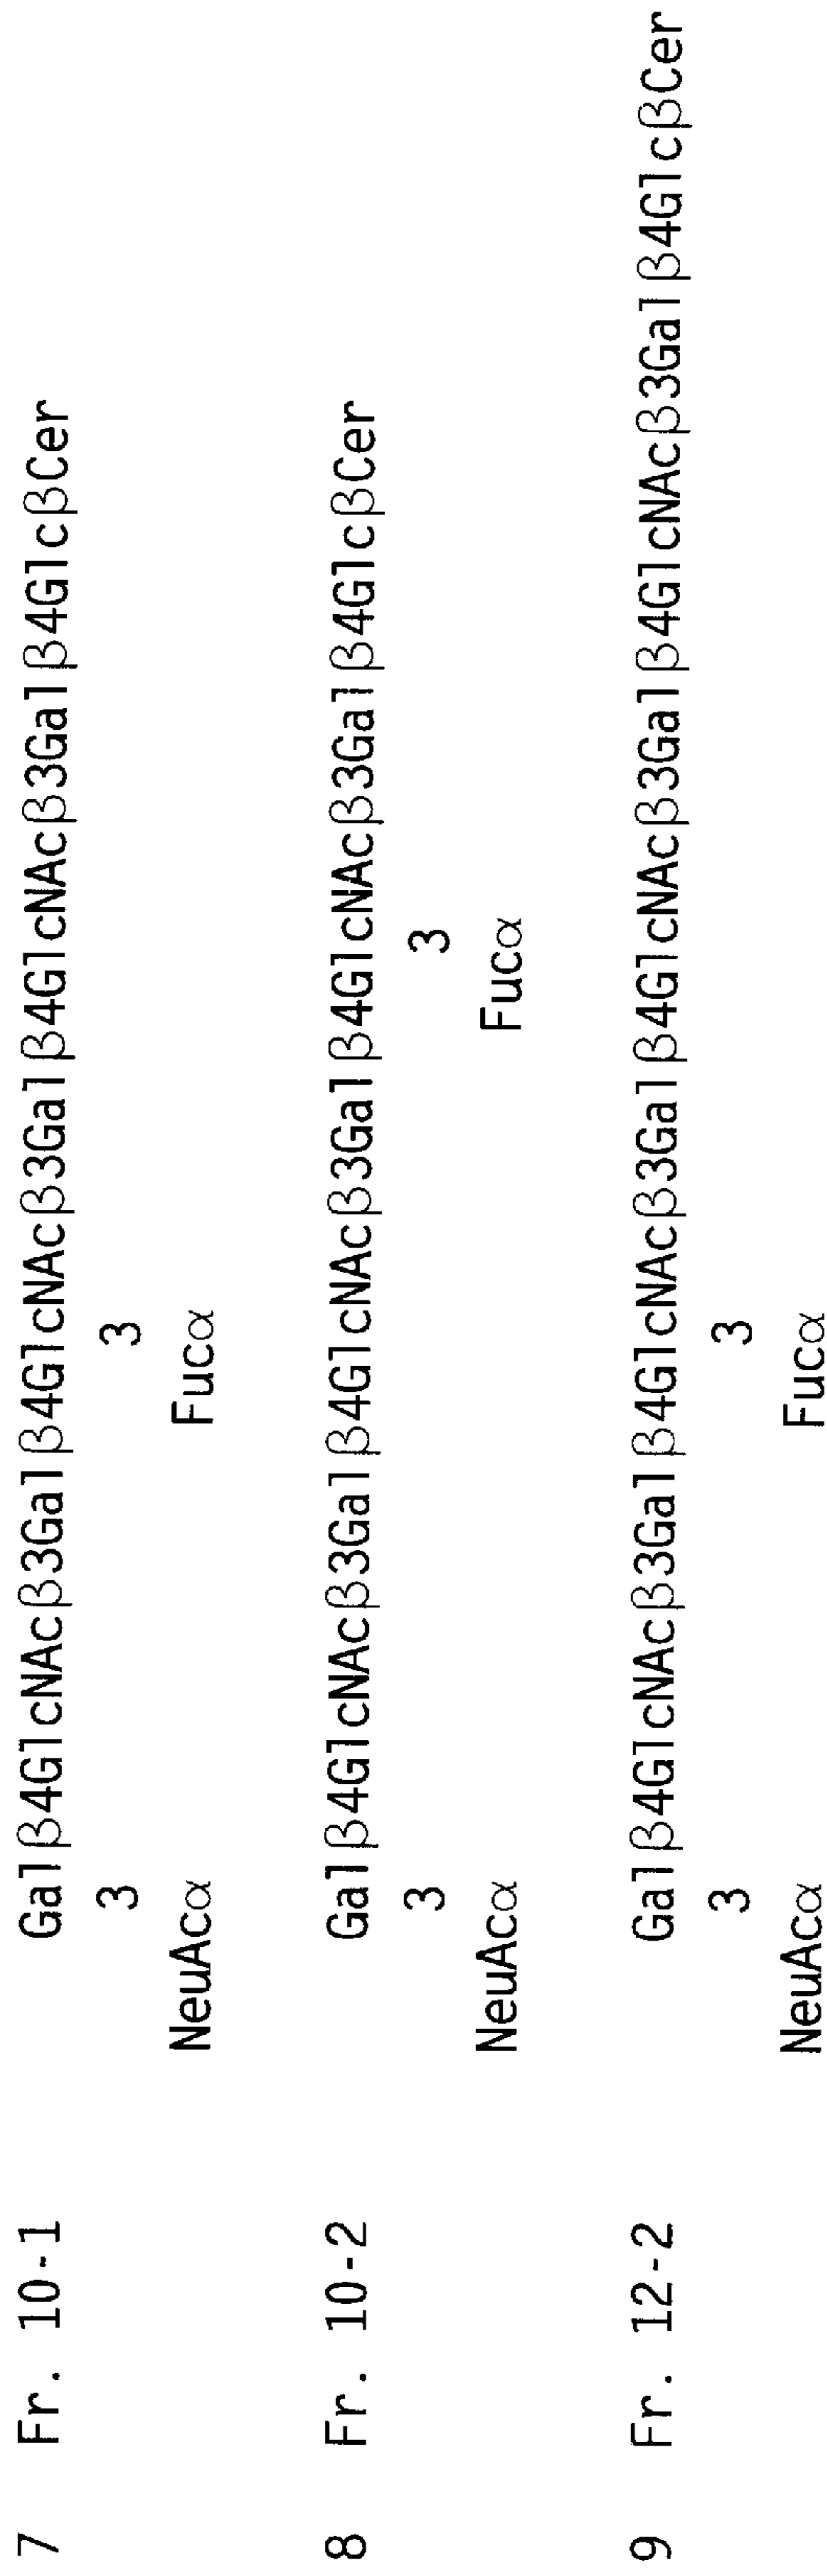 7 Fr. 10-1 Galβ4GlcNAcβ3Galβ4GlcNAcβ3Galβ4GlcNAcβ3Galβ4GlcβCer
3 3
NeuAcα Fucα
8 Fr. 10-2 Galβ4GlcNAcβ3Galβ4GlcNAcβ3Galβ4GlcNAcβ3Galβ4GlcβCer
3 3
NeuAcα Fucα
9 Fr. 12-2 Galβ4GlcNAcβ3Galβ4GlcNAcβ3Galβ4GlcNAcβ3Galβ4GlcNAcβ3Galβ4GlcβCer
3 3
NeuAcα Fucα